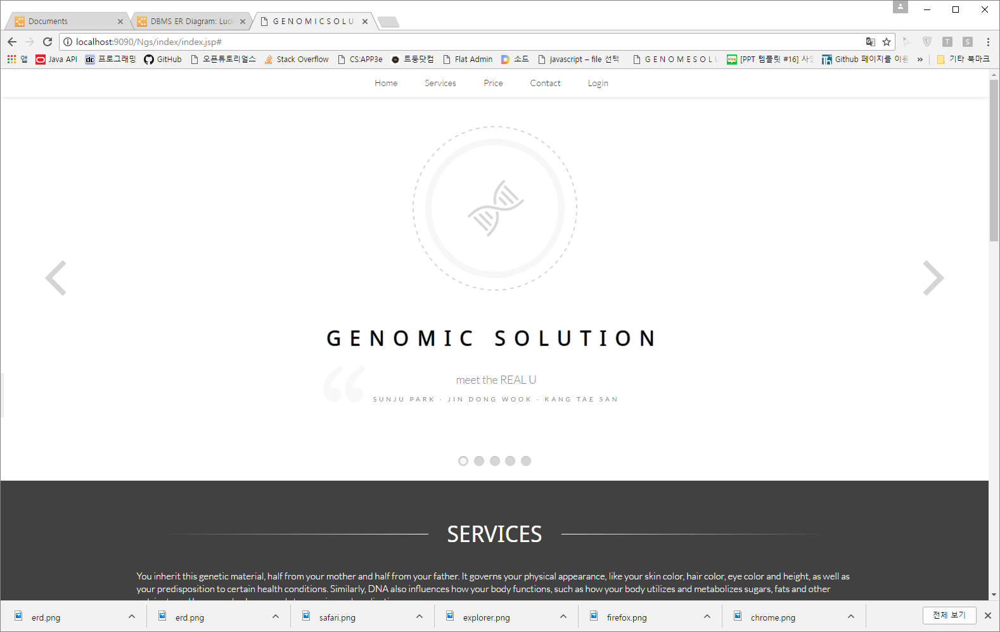 Documents
DBMS ER Diagram: Luci
G E N O M I C S O L U
localhost:9090/Ngs/index/index.jsp#
앱 Java API 프로그래밍 GitHub 오픈튜토리얼스 Stack Overflow CS:APP3e 트둥닷컴 Flat Admin 소드 javascript – file 선택 G E N O M E S O L U [PPT 템플릿 #16] 사인 Github 페이지를 이용 » 기타 북마크
Home Services Price Contact Login
GENOMIC SOLUTION
meet the REAL U
SUNJU PARK - JIN DONG WOOK - KANG TAE SAN
SERVICES
You inherit this genetic material, half from your mother and half from your father. It governs your physical appearance, like your skin color, hair color, eye color and height, as well as
your predisposition to certain health conditions. Similarly, DNA also influences how your body functions, such as how your body utilizes and metabolizes sugars, fats and other
erd.png erd.png safari.png explorer.png firefox.png chrome.png 전체 보기